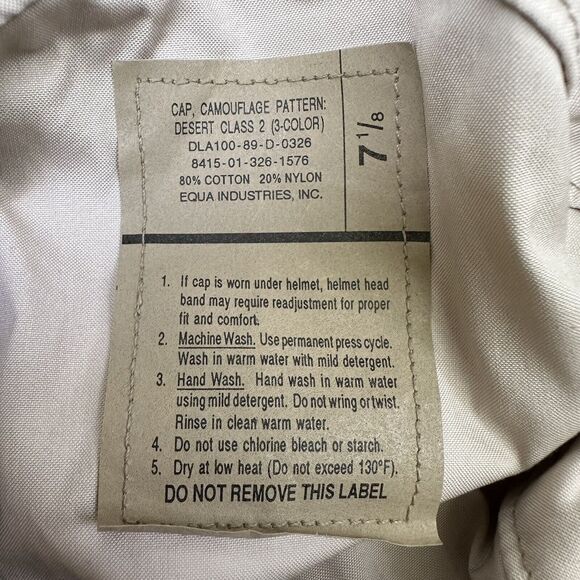 CAP, CAMOUFLAGE PATTERN:
DESERT CLASS 2 (3-COLOR)
DLA100-89-D-0326
8415-01-326-1576
80% COTTON 20% NYLON
EQUA INDUSTRIES, INC.
7 1/8
1. If cap is worn under helmet, helmet head
band may require readjustment for proper
fit and comfort.
2. Machine Wash. Use permanent press cycle.
Wash in warm water with mild detergent.
3. Hand Wash. Hand wash in warm water
using mild detergent. Do not wring or twist.
Rinse in clean warm water.
4. Do not use chlorine bleach or starch.
5. Dry at low heat (Do not exceed 130°F).
DO NOT REMOVE THIS LABEL